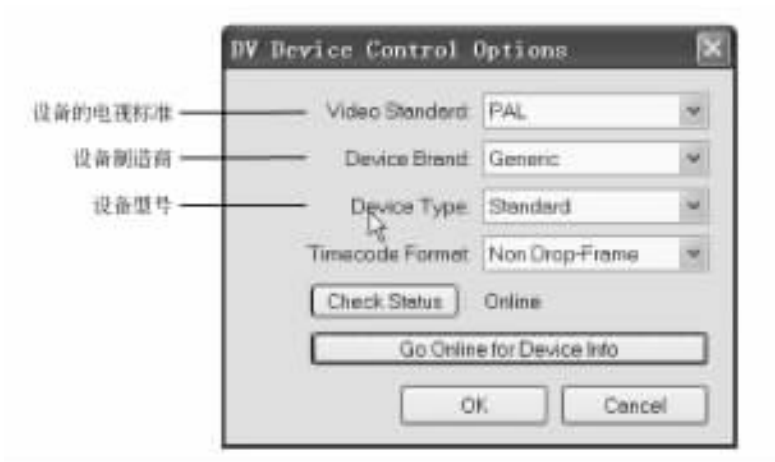 DV Device Control Options
设备的电视标准 Video Standard PAL
设备制造商 Device Brand Generic
设备型号 Device Type Standard
Timecode Format Non Drop-Frame
Check Status Online
Go Online for Device Info
OK Cancel